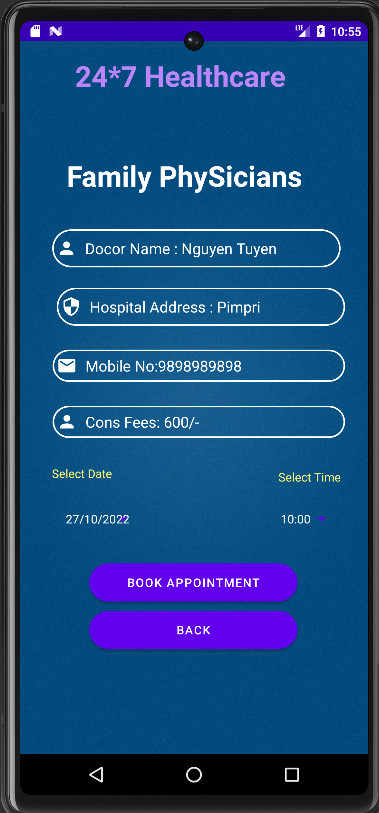 LTE 10:55
24*7 Healthcare
Family PhySicians
Docor Name : Nguyen Tuyen
Hospital Address : Pimpri
Mobile No:9898989898
Cons Fees: 600/-
Select Date
Select Time
27/10/2022
10:00
BOOK APPOINTMENT
BACK